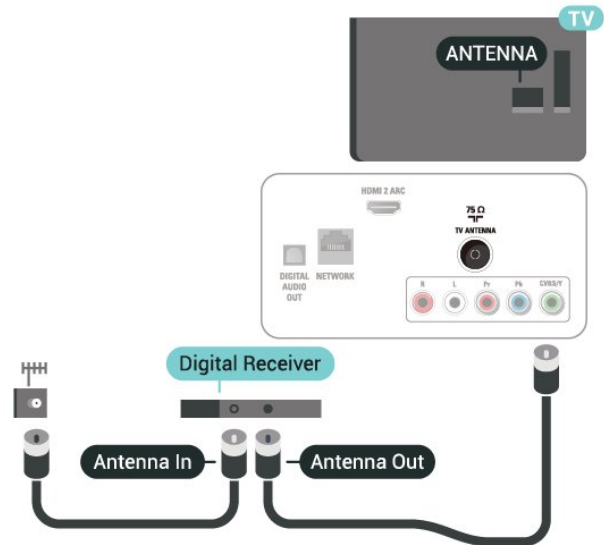 TV
ANTENNA
HDMI 2 ARC
75 Ω
TV ANTENNA
DIGITAL
AUDIO
OUT
NETWORK
R L Pr Pb CVBS/Y
Digital Receiver
Antenna In
Antenna Out